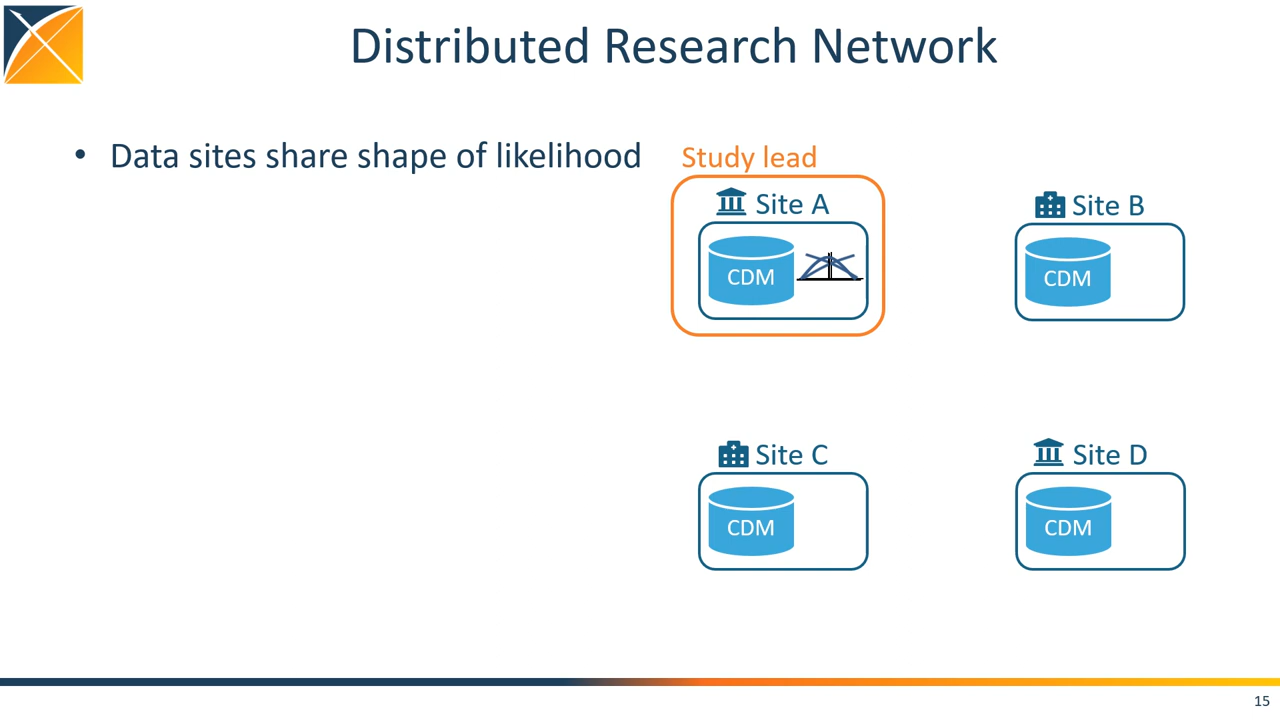 Distributed Research Network
• Data sites share shape of likelihood
Study lead
Site A
CDM
Site B
CDM
Site C
CDM
Site D
CDM
15